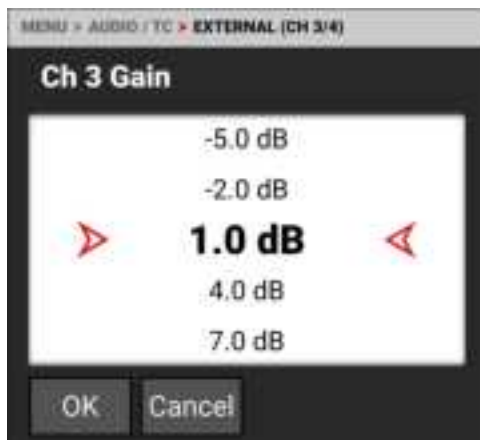 MENU > AUDIO / TC > EXTERNAL (CH 3/4)
Ch 3 Gain
-5.0 dB
-2.0 dB
1.0 dB
4.0 dB
7.0 dB
OK Cancel